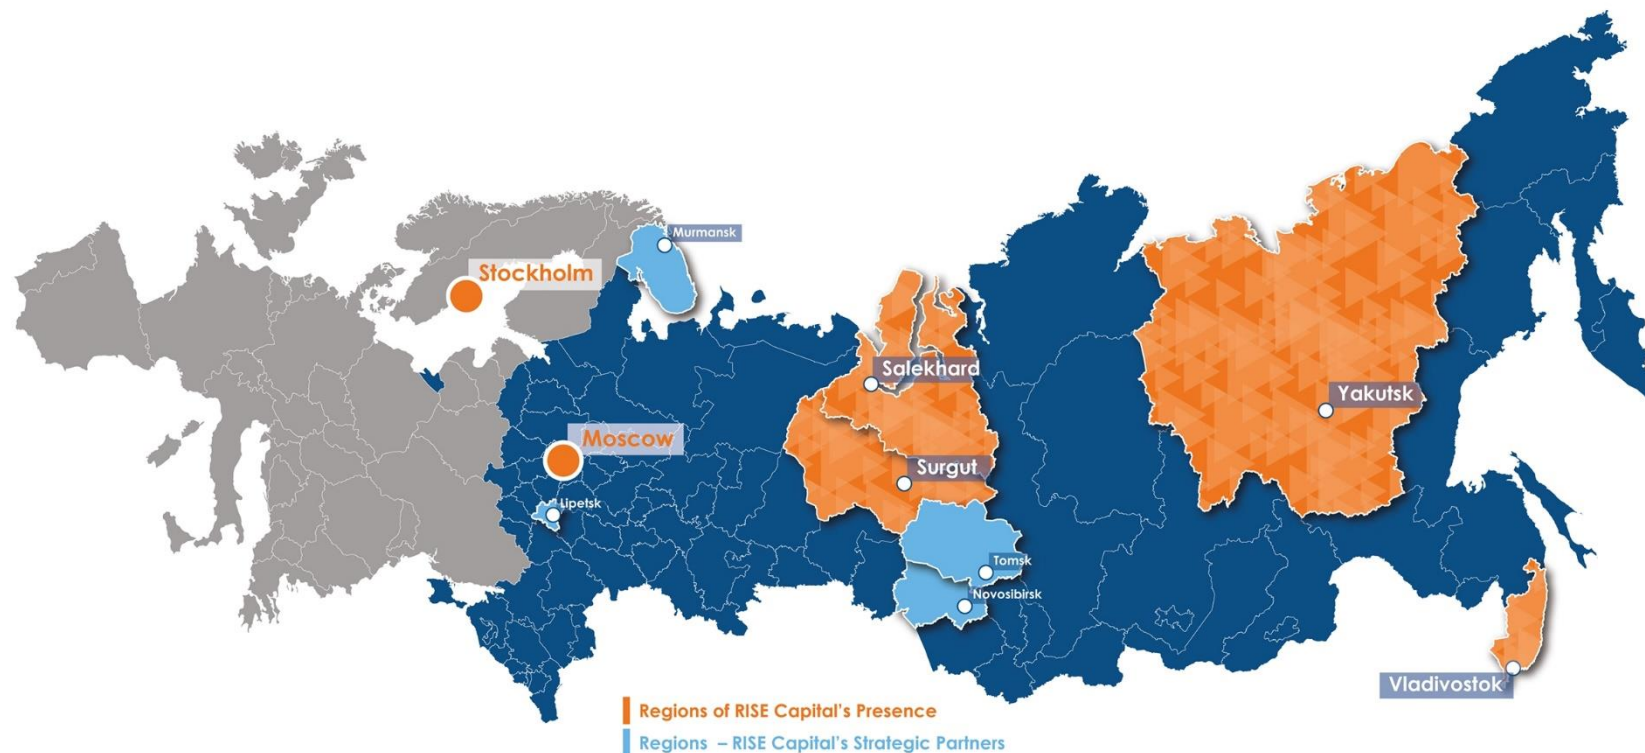 Murmansk
Stockholm
Salekhard
Yakutsk
Moscow
Surgut
Lipetsk
Tomsk
Novosibirsk
Vladivostok
Regions of RISE Capital's Presence
Regions – RISE Capital's Strategic Partners